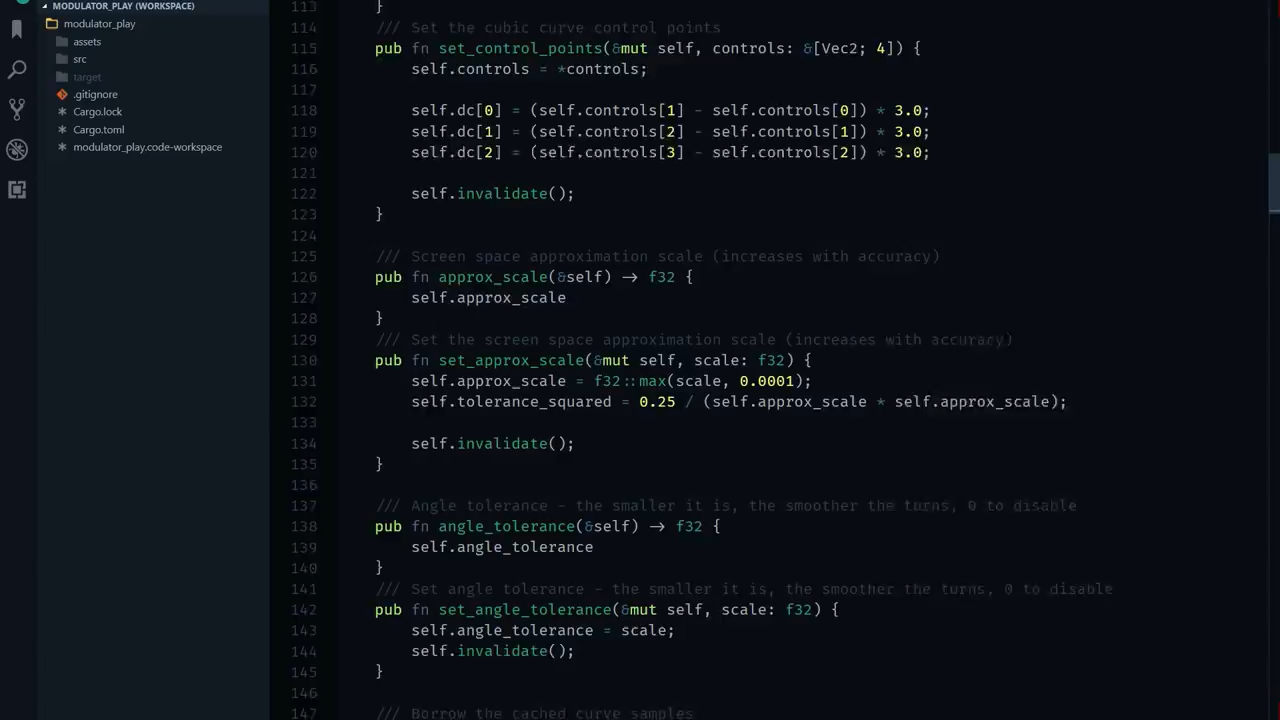 MODULATOR_PLAY (WORKSPACE)
modulator_play
assets
src
target
.gitignore
Cargo.lock
Cargo.toml
modulator_play.code-workspace
113 }
114 /// Set the cubic curve control points
115 pub fn set_control_points(&mut self, controls: &[Vec2; 4]) {
116 self.controls = *controls;
117
118 self.dc[0] = (self.controls[1] - self.controls[0]) * 3.0;
119 self.dc[1] = (self.controls[2] - self.controls[1]) * 3.0;
120 self.dc[2] = (self.controls[3] - self.controls[2]) * 3.0;
121
122 self.invalidate();
123 }
124
125 /// Screen space approximation scale (increases with accuracy)
126 pub fn approx_scale(&self) -> f32 {
127 self.approx_scale
128 }
129 /// Set the screen space approximation scale (increases with accuracy)
130 pub fn set_approx_scale(&mut self, scale: f32) {
131 self.approx_scale = f32::max(scale, 0.0001);
132 self.tolerance_squared = 0.25 / (self.approx_scale * self.approx_scale);
133
134 self.invalidate();
135 }
136
137 /// Angle tolerance - the smaller it is, the smoother the turns, 0 to disable
138 pub fn angle_tolerance(&self) -> f32 {
139 self.angle_tolerance
140 }
141 /// Set angle tolerance - the smaller it is, the smoother the turns, 0 to disable
142 pub fn set_angle_tolerance(&mut self, scale: f32) {
143 self.angle_tolerance = scale;
144 self.invalidate();
145 }
146
147 /// Borrow the cached curve samples